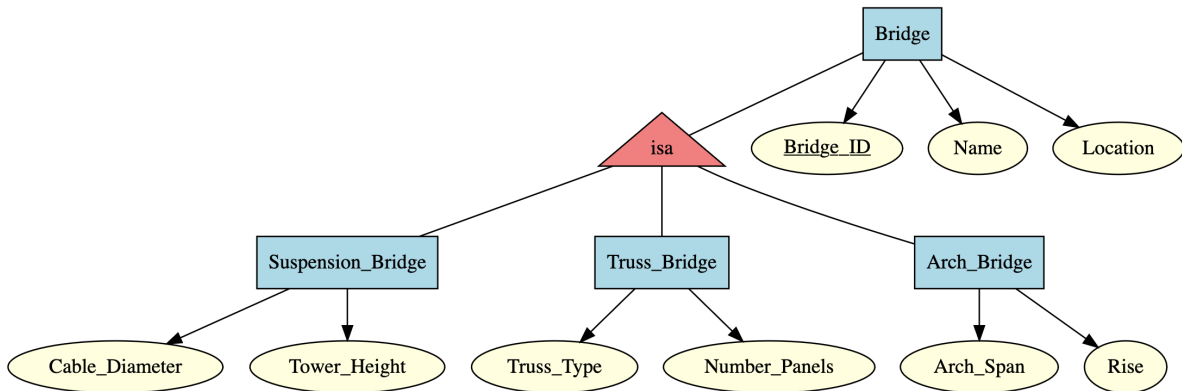 Bridge
isa
Bridge_ID
Name
Location
Suspension_Bridge
Truss_Bridge
Arch_Bridge
Cable_Diameter
Tower_Height
Truss_Type
Number_Panels
Arch_Span
Rise